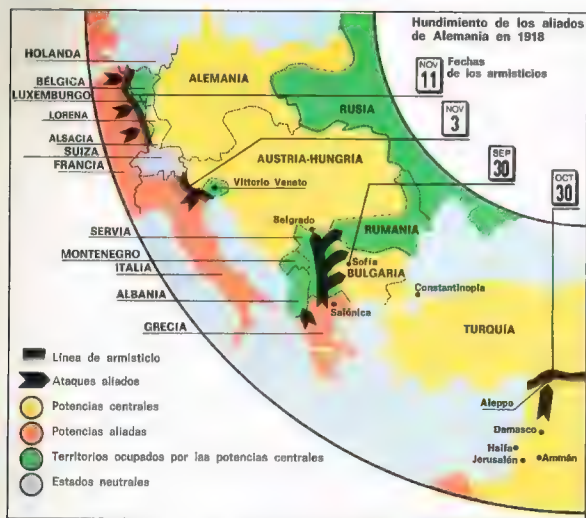 Hundimiento de los aliados
de Alemania en 1918
NOV
11
Fechas
de los armisticios
NOV
3
SEP
30
OCT
30
HOLANDA
BÉLGICA
LUXEMBURGO
LORENA
ALSACIA
SUIZA
FRANCIA
ALEMANIA
RUSIA
AUSTRIA-HUNGRÍA
Vittorio Veneto
SERVIA
MONTENEGRO
ITALIA
ALBANIA
GRECIA
Belgrado
RUMANIA
Sofía
BULGARIA
Constantinopla
Salónica
TURQUÍA
Aleppo
Damasco
Haifa
Jerusalén
Ammán
Línea de armisticio
Ataques aliados
Potencias centrales
Potencias aliadas
Territorios ocupados por las potencias centrales
Estados neutrales